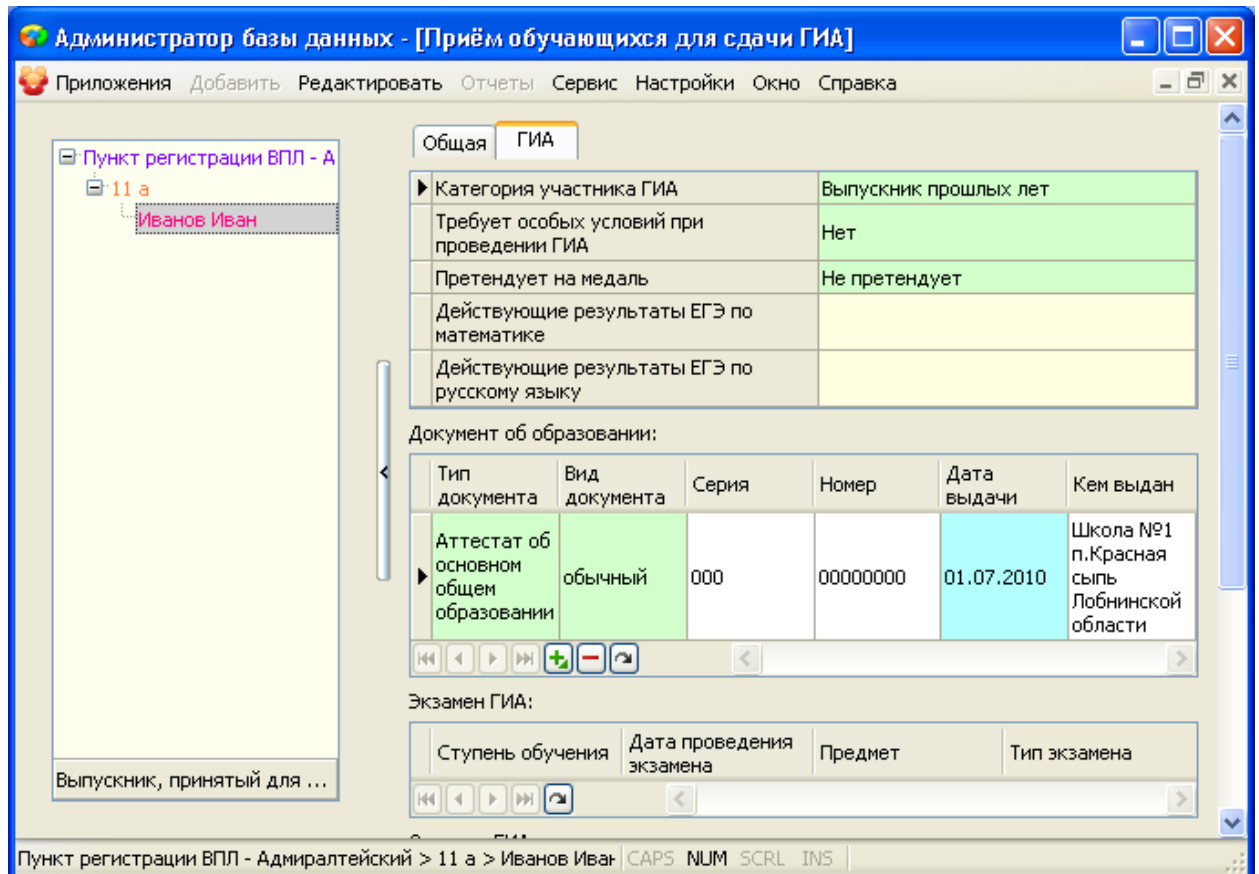 Администратор базы данных - [Приём обучающихся для сдачи ГИА]
Приложения Добавить Редактировать Отчеты Сервис Настройки Окно Справка
Пункт регистрации ВПЛ - А
11 а
Иванов Иван
Выпускник, принятый для ...
Общая ГИА
Категория участника ГИА Выпускник прошлых лет
Требует особых условий при
проведении ГИА
Нет
Претендует на медаль Не претендует
Действующие результаты ЕГЭ по
математике
Действующие результаты ЕГЭ по
русскому языку
Документ об образовании:
Тип
документа
Вид
документа
Серия
Номер
Дата
выдачи
Кем выдан
Аттестат об
основном
общем
образовании
обычный
000
00000000
01.07.2010
Школа №1
п.Красная
сыпь
Лобнинской
области
Экзамен ГИА:
Ступень обучения
Дата проведения
экзамена
Предмет
Тип экзамена
Пункт регистрации ВПЛ - Адмиралтейский > 11 а > Иванов Иван CAPS NUM SCRL INS